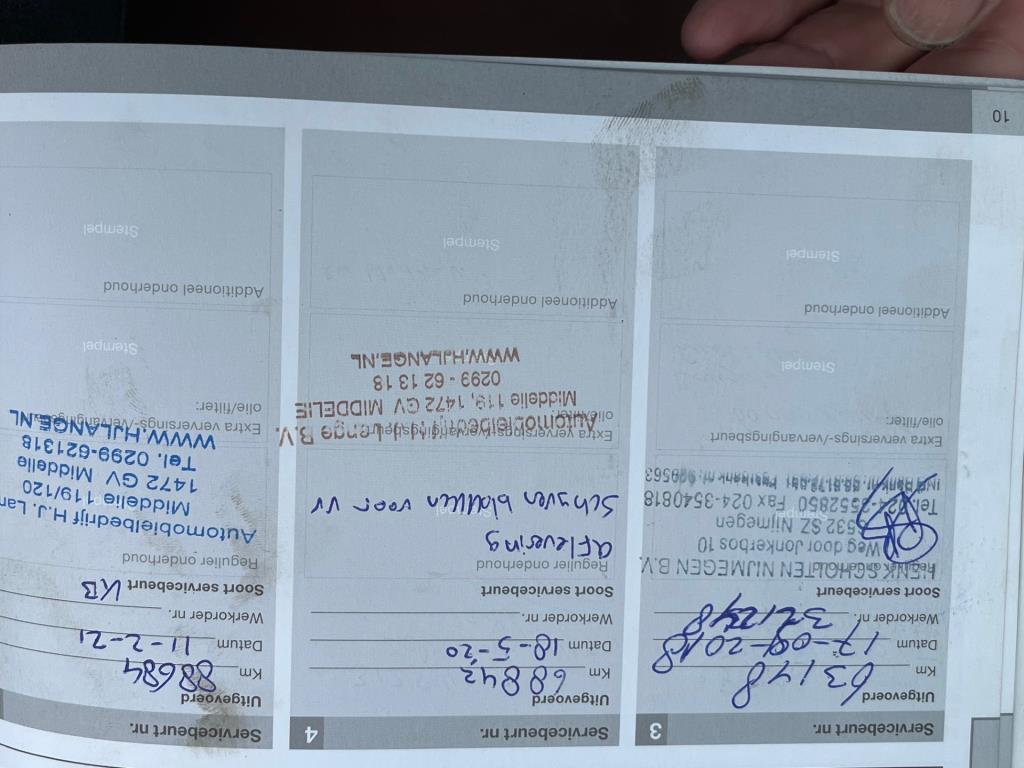 Servicebeurt nr. 3
Uitgevoerd
Km 63148
Datum 17-09-2018
Werkorder nr. 321248
Soort servicebeurt
Regulier onderhoud
HENK SCHOLTEN NIJMEGEN B.V.
Weg door Jonkerbos 10
6532 SZ Nijmegen
Tel. 024-3552850 Fax 024-3540818
Stempel
Extra verversings-/vervangingsbeurt
olie/filter:
Stempel
Additioneel onderhoud
Stempel
10
Servicebeurt nr. 4
Uitgevoerd
Km 68842
Datum 18-5-20
Werkorder nr.
Soort servicebeurt
Regulier onderhoud
aflevering
Schijven blokken voor
Stempel
Extra verversings-/vervangingsbeurt
olie/filter:
Automobielbedrijf H.J. Lange B.V.
Middelie 119, 1472 GV MIDDELIE
0299 - 62 13 18
WWW.HJLANGE.NL
Additioneel onderhoud
Stempel
Servicebeurt nr.
Uitgevoerd
Km 88684
Datum 11-2-21
Werkorder nr.
Soort servicebeurt KB
Regulier onderhoud
Automobielbedrijf H.J. Lan
Middelie 119/120
1472 GV Middelie
Tel. 0299-621318
WWW.HJLANGE.NL
Extra verversings-/vervangings
olie/filter:
Stempel
Additioneel onderhoud
Stempel